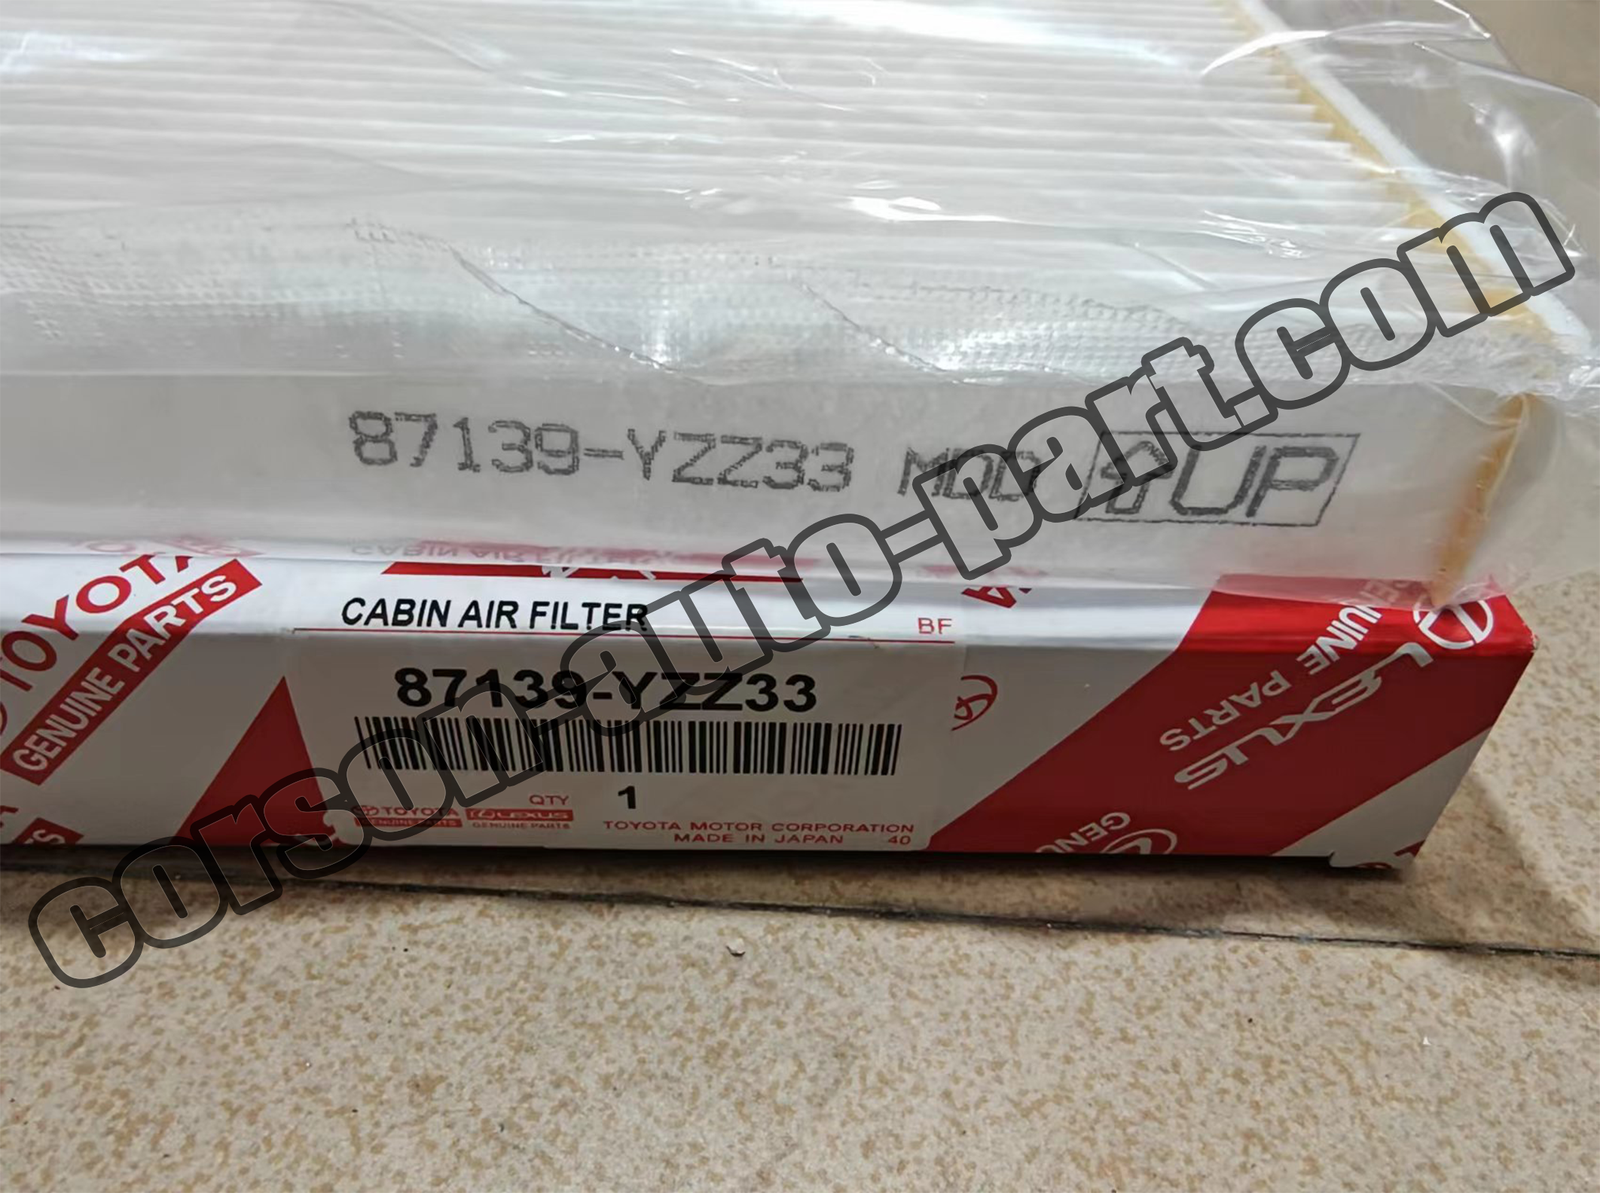 87139-YZZ33 MDD ⇧UP
CABIN AIR FILTER
BF
87139-YZZ33
QTY 1
TOYOTA
GENUINE PARTS
LEXUS
GENUINE PARTS
TOYOTA MOTOR CORPORATION
MADE IN JAPAN 40
TOYOTA
GENUINE PARTS
LEXUS
GENUINE PARTS
corson-auto-part.com